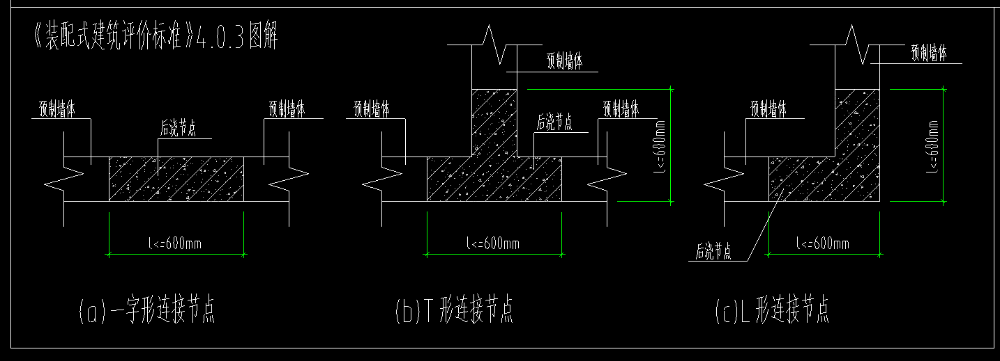 《装配式建筑评价标准》4.0.3图解
预制墙体
预制墙体
后浇节点
l<=600mm
(a)一字形连接节点
预制墙体
预制墙体
后浇节点
预制墙体
l<=600mm
l<=600mm
(b)T形连接节点
预制墙体
预制墙体
后浇节点
l<=600mm
l<=600mm
(c)L形连接节点